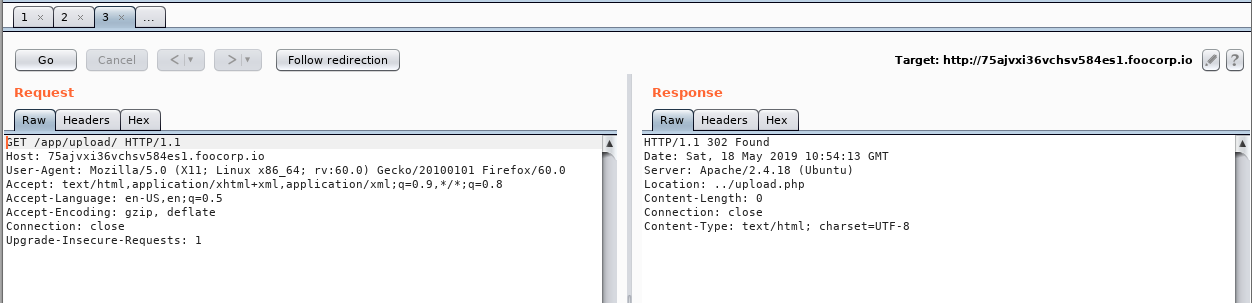 1 × 2 × 3 × ...
Go Cancel < > Follow redirection Target: http://75ajvxi36vchsv584es1.foocorp.io ?
Request
Raw Headers Hex
GET /app/upload/ HTTP/1.1
Host: 75ajvxi36vchsv584es1.foocorp.io
User-Agent: Mozilla/5.0 (X11; Linux x86_64; rv:60.0) Gecko/20100101 Firefox/60.0
Accept: text/html,application/xhtml+xml,application/xml;q=0.9,*/*;q=0.8
Accept-Language: en-US,en;q=0.5
Accept-Encoding: gzip, deflate
Connection: close
Upgrade-Insecure-Requests: 1
Response
Raw Headers Hex
HTTP/1.1 302 Found
Date: Sat, 18 May 2019 10:54:13 GMT
Server: Apache/2.4.18 (Ubuntu)
Location: ../upload.php
Content-Length: 0
Connection: close
Content-Type: text/html; charset=UTF-8